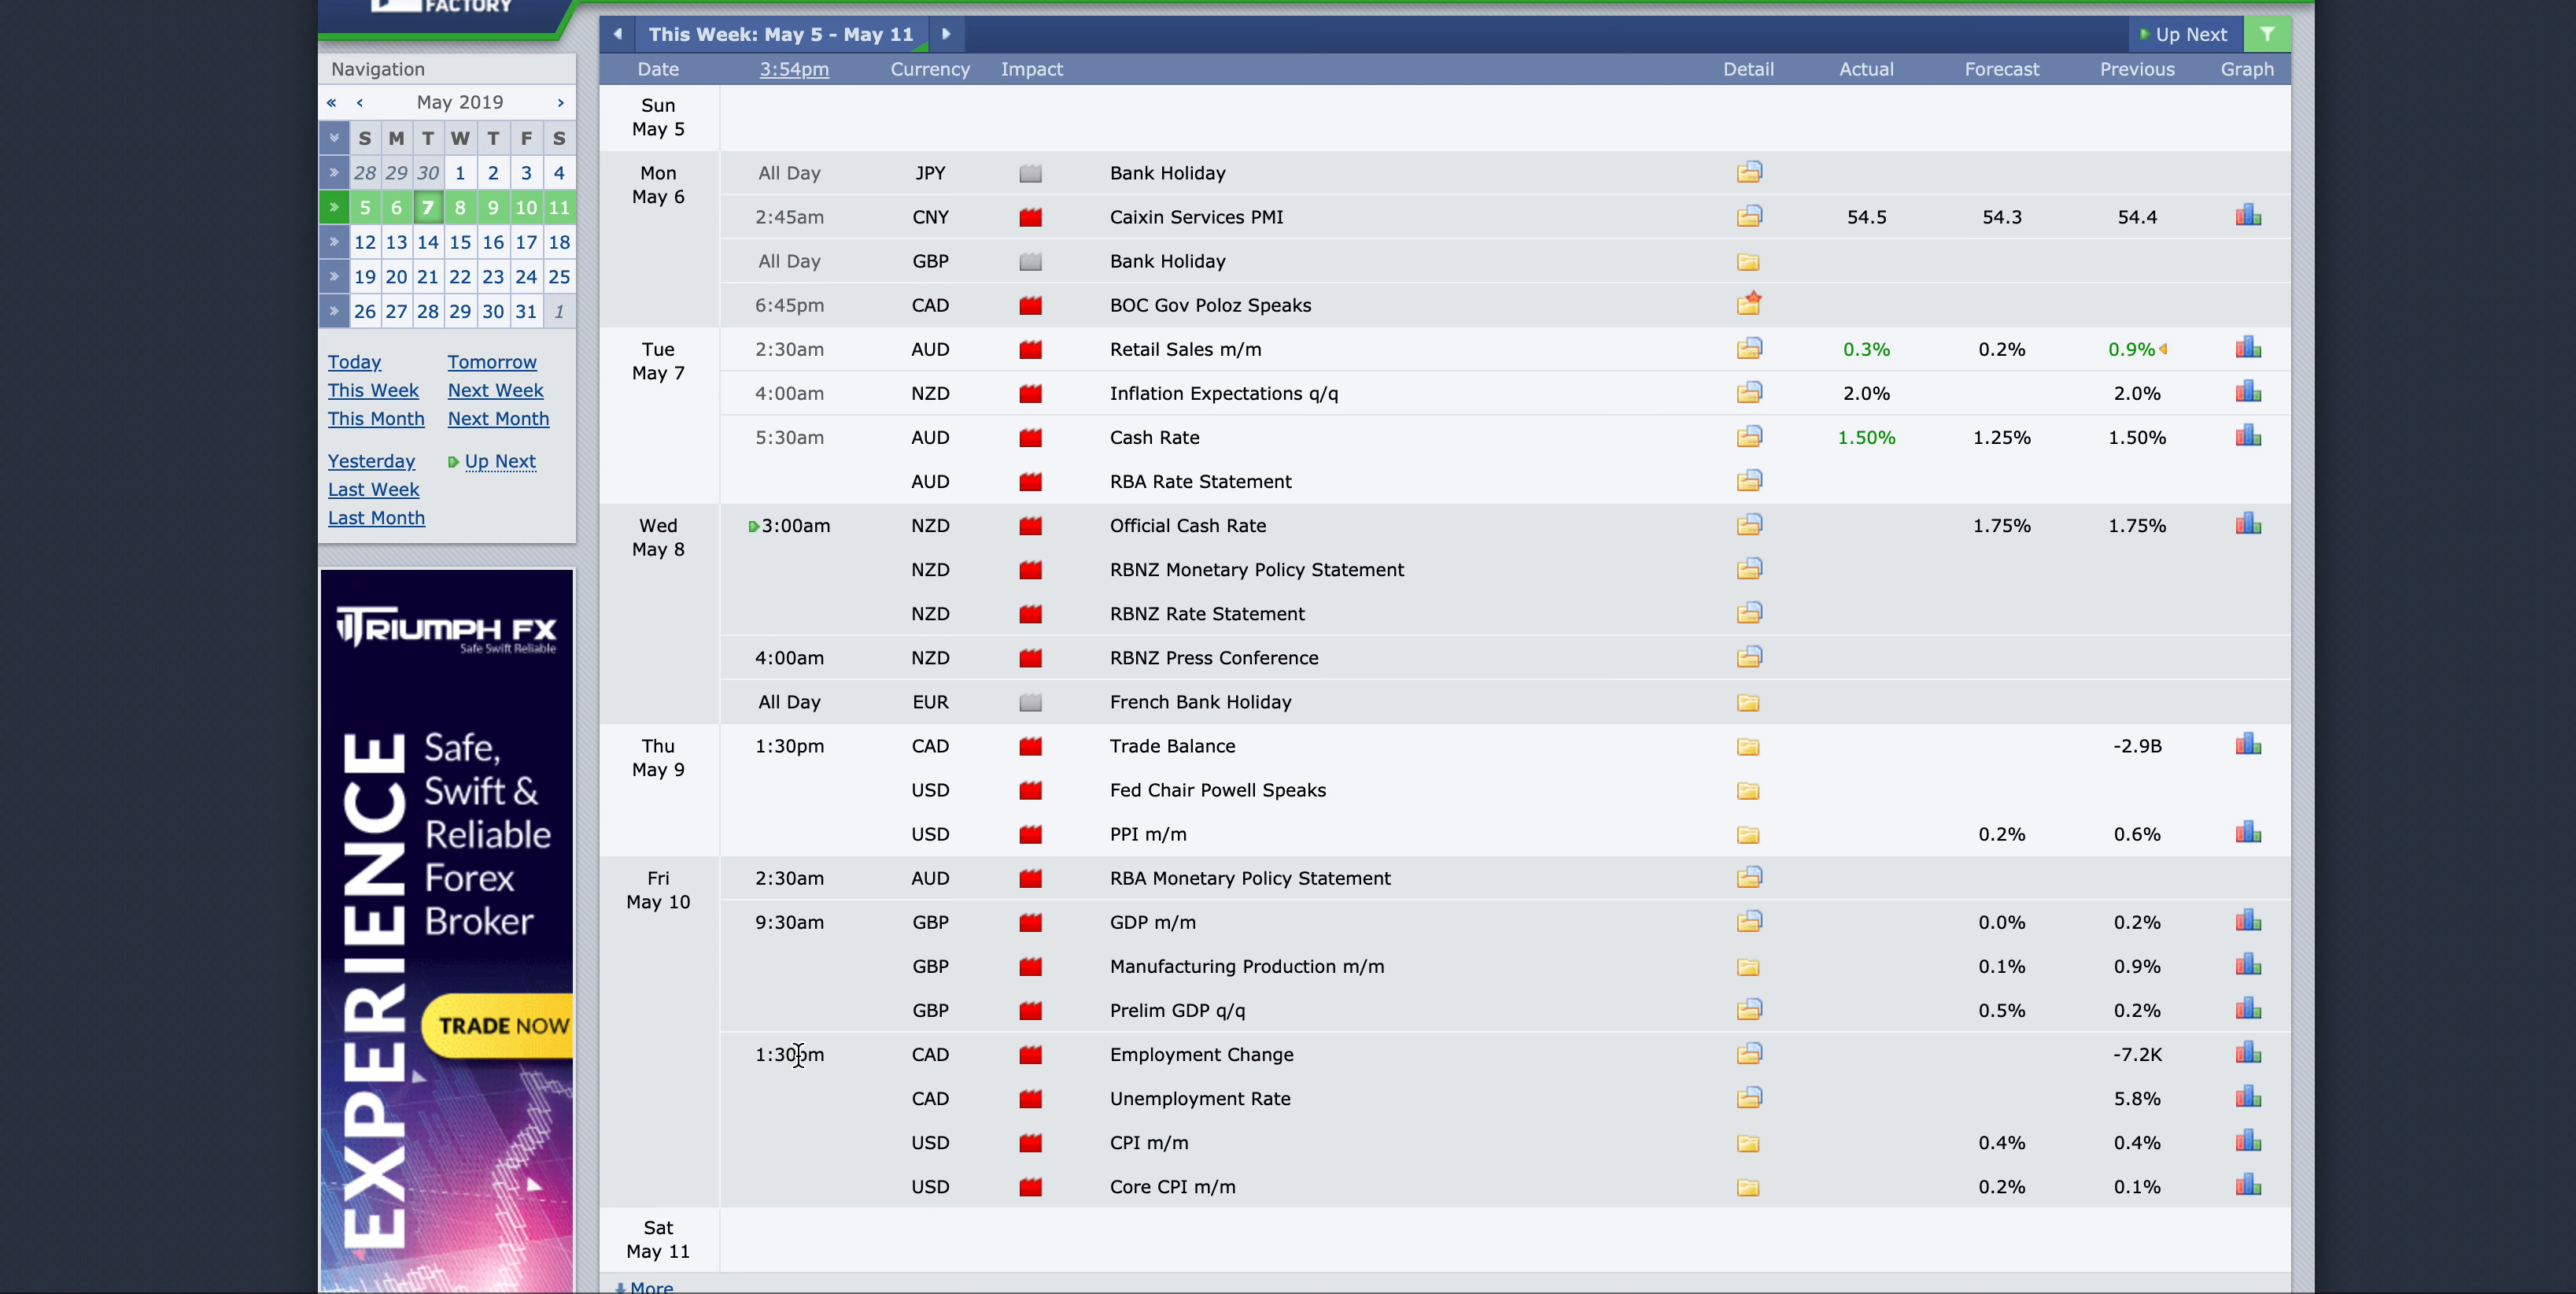 FACTORY
This Week: May 5 - May 11
Up Next
Navigation
« ‹ May 2019 ›
S M T W T F S
» 28 29 30 1 2 3 4
» 5 6 7 8 9 10 11
» 12 13 14 15 16 17 18
» 19 20 21 22 23 24 25
» 26 27 28 29 30 31 1
Today Tomorrow
This Week Next Week
This Month Next Month
Yesterday Up Next
Last Week
Last Month
TRIUMPH FX
Safe Swift Reliable
EXPERIENCE
Safe,
Swift &
Reliable
Forex
Broker
TRADE NOW
Date 3:54pm Currency Impact Detail Actual Forecast Previous Graph
Sun
May 5
Mon
May 6
All Day JPY Bank Holiday
2:45am CNY Caixin Services PMI 54.5 54.3 54.4
All Day GBP Bank Holiday
6:45pm CAD BOC Gov Poloz Speaks
Tue
May 7
2:30am AUD Retail Sales m/m 0.3% 0.2% 0.9%
4:00am NZD Inflation Expectations q/q 2.0% 2.0%
5:30am AUD Cash Rate 1.50% 1.25% 1.50%
AUD RBA Rate Statement
Wed
May 8
3:00am NZD Official Cash Rate 1.75% 1.75%
NZD RBNZ Monetary Policy Statement
NZD RBNZ Rate Statement
4:00am NZD RBNZ Press Conference
All Day EUR French Bank Holiday
Thu
May 9
1:30pm CAD Trade Balance -2.9B
USD Fed Chair Powell Speaks
USD PPI m/m 0.2% 0.6%
Fri
May 10
2:30am AUD RBA Monetary Policy Statement
9:30am GBP GDP m/m 0.0% 0.2%
GBP Manufacturing Production m/m 0.1% 0.9%
GBP Prelim GDP q/q 0.5% 0.2%
1:30pm CAD Employment Change -7.2K
CAD Unemployment Rate 5.8%
USD CPI m/m 0.4% 0.4%
USD Core CPI m/m 0.2% 0.1%
Sat
May 11
More